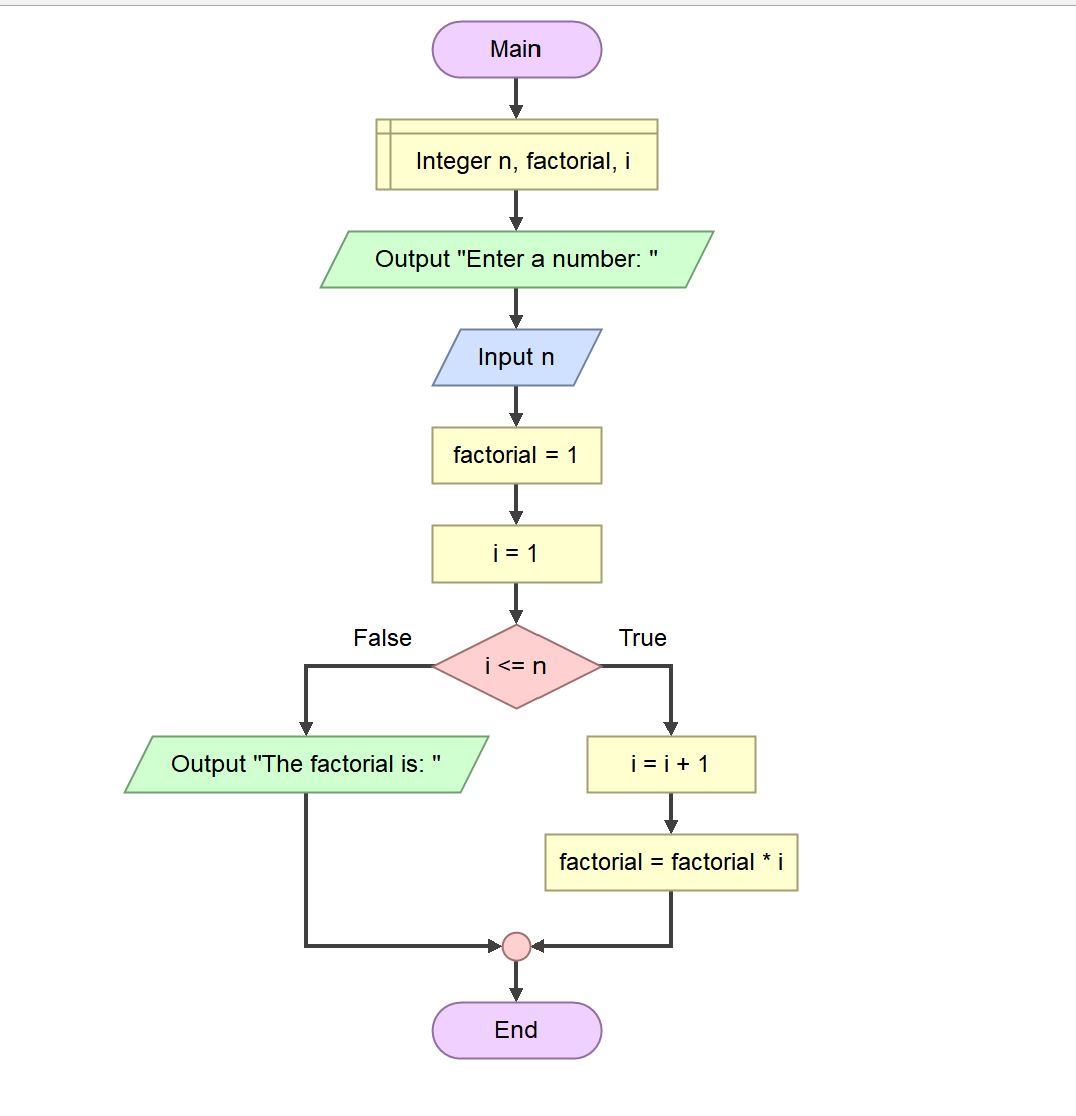 Main
Integer n, factorial, i
Output "Enter a number: "
Input n
factorial = 1
i = 1
False
True
i <= n
Output "The factorial is: "
i = i + 1
factorial = factorial * i
End